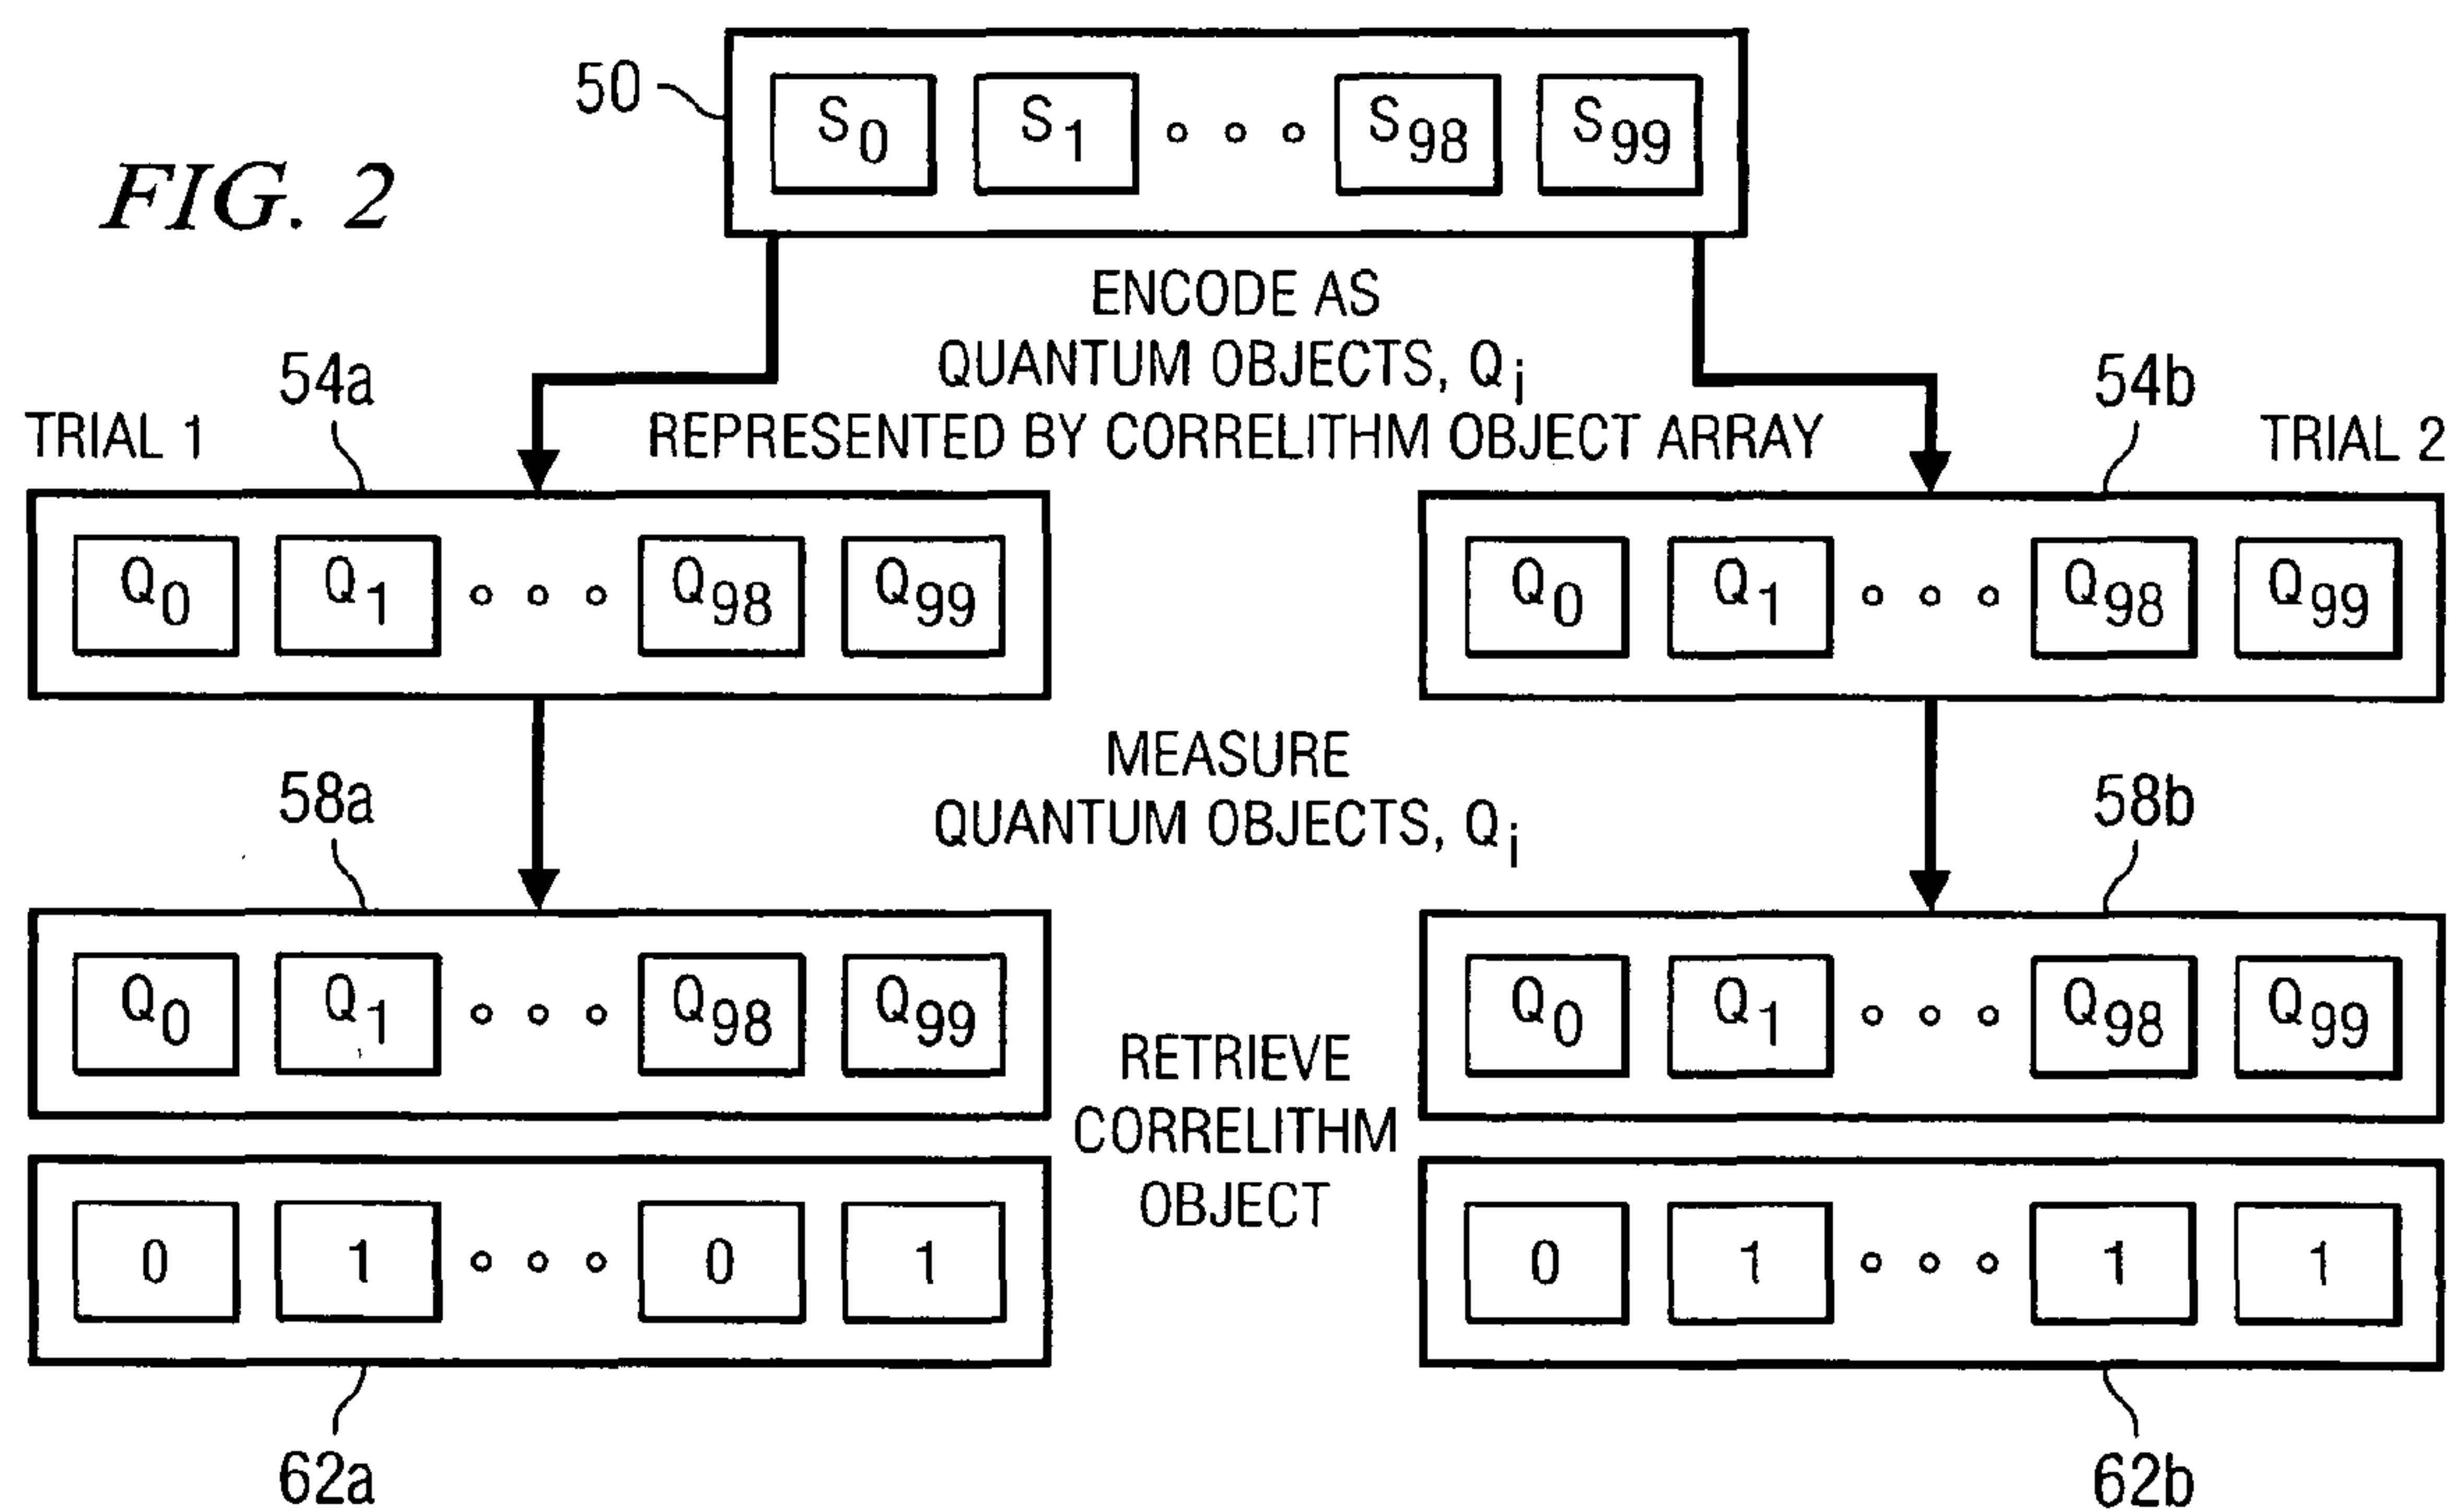 FIG. 2
50
S0 S1 S98 S99
ENCODE AS
QUANTUM OBJECTS, Qi
REPRESENTED BY CORRELITHM OBJECT ARRAY
TRIAL 1
54a
54b
TRIAL 2
Q0 Q1 Q98 Q99
Q0 Q1 Q98 Q99
MEASURE
QUANTUM OBJECTS, Qi
58a
58b
Q0 Q1 Q98 Q99
Q0 Q1 Q98 Q99
RETRIEVE
CORRELITHM
OBJECT
0 1 0 1
0 1 1 1
62a
62b